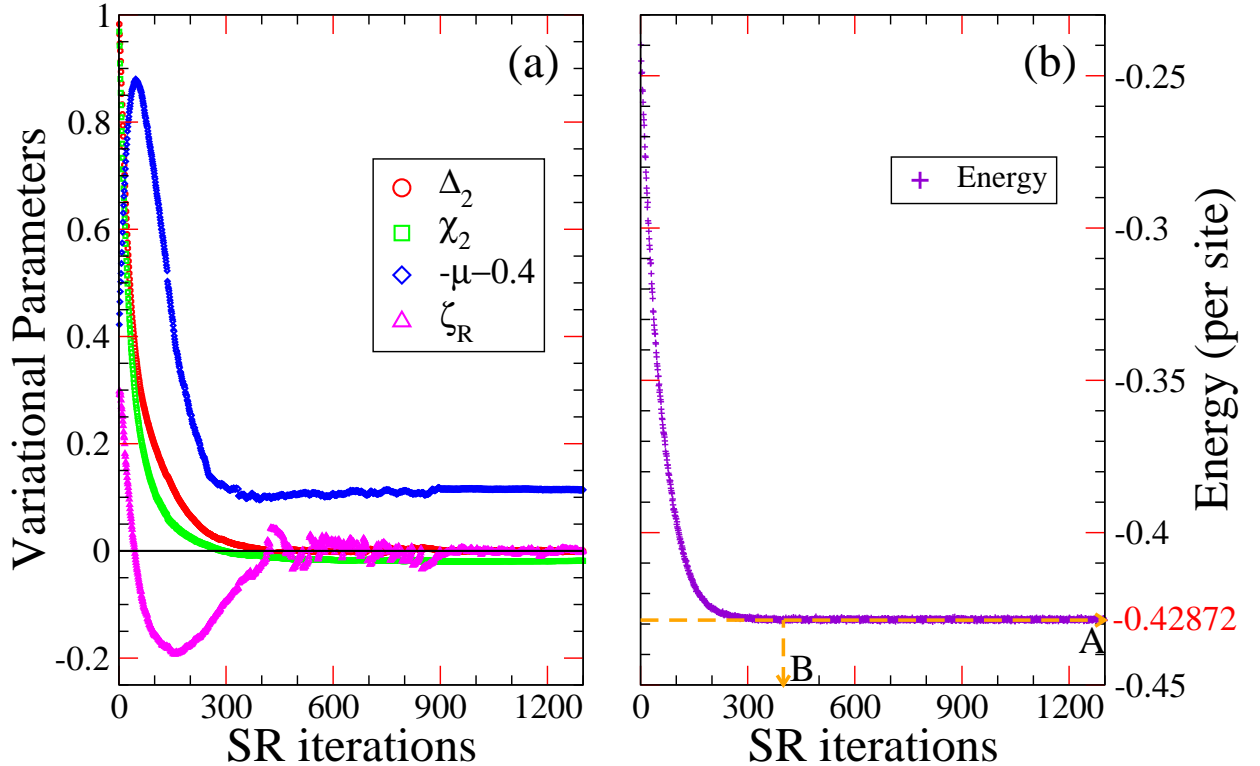 (a)
Variational Parameters
1
0.8
0.6
0.4
0.2
0
-0.2
Δ₂
χ₂
-μ−0.4
ζ_R
0 300 600 900 1200
SR iterations
(b)
Energy
Energy (per site)
-0.25
-0.3
-0.35
-0.4
-0.42872
-0.45
A
B
0 300 600 900 1200
SR iterations